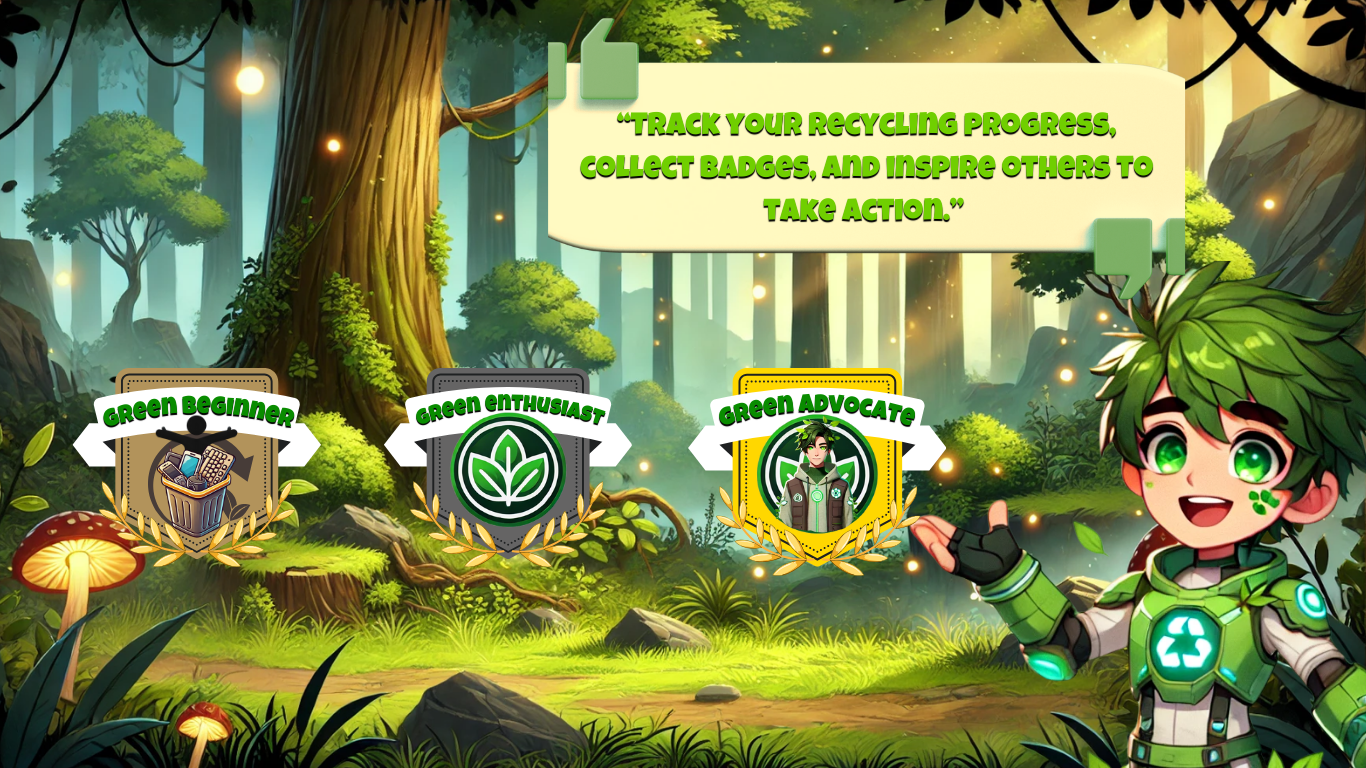 “Track your recycling progress,
collect badges, and inspire others to
take action.”
Green Beginner
Green Enthusiast
Green Advocate